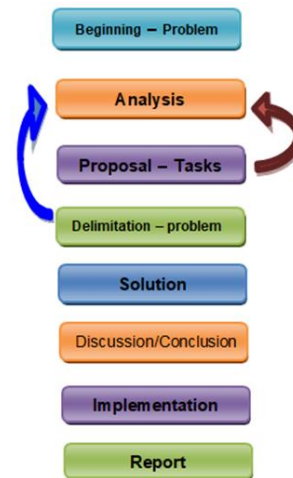 Beginning – Problem
Analysis
Proposal – Tasks
Delimitation – problem
Solution
Discussion/Conclusion
Implementation
Report